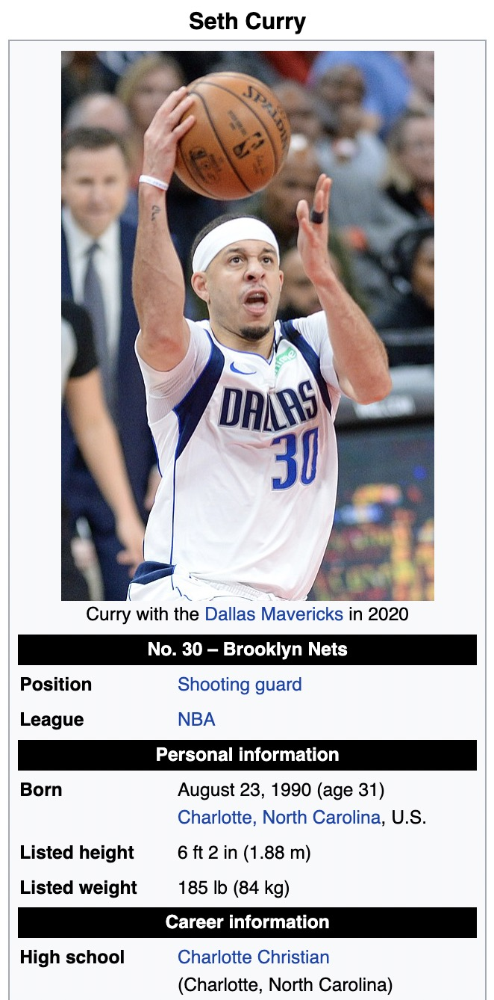 Seth Curry
SPALDING
DALLAS
30
Curry with the Dallas Mavericks in 2020
No. 30 – Brooklyn Nets
Position Shooting guard
League NBA
Personal information
Born August 23, 1990 (age 31)
Charlotte, North Carolina, U.S.
Listed height 6 ft 2 in (1.88 m)
Listed weight 185 lb (84 kg)
Career information
High school Charlotte Christian
(Charlotte, North Carolina)